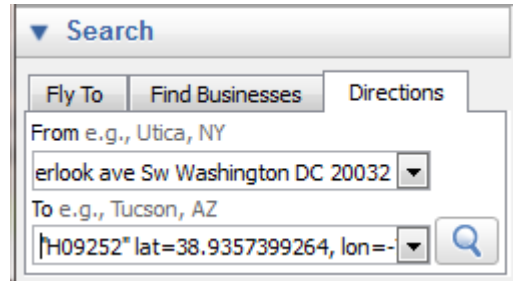 Search
Fly To Find Businesses Directions
From e.g., Utica, NY
erlook ave Sw Washington DC 20032
To e.g., Tucson, AZ
"H09252" lat=38.9357399264, lon=-